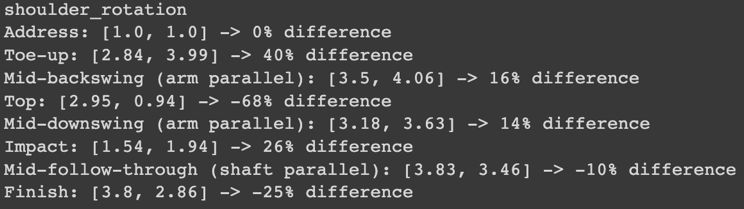 shoulder_rotation
Address: [1.0, 1.0] -> 0% difference
Toe-up: [2.84, 3.99] -> 40% difference
Mid-backswing (arm parallel): [3.5, 4.06] -> 16% difference
Top: [2.95, 0.94] -> -68% difference
Mid-downswing (arm parallel): [3.18, 3.63] -> 14% difference
Impact: [1.54, 1.94] -> 26% difference
Mid-follow-through (shaft parallel): [3.83, 3.46] -> -10% difference
Finish: [3.8, 2.86] -> -25% difference